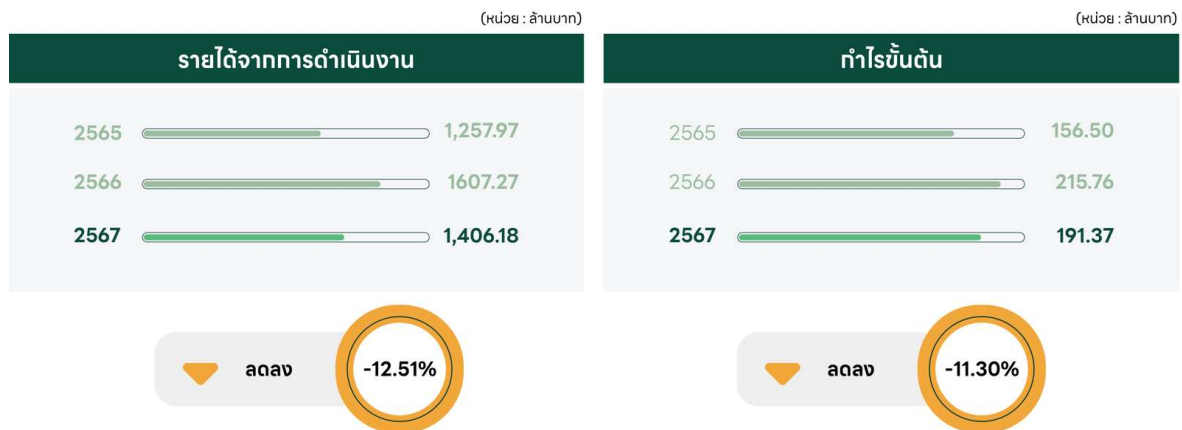 (หน่วย : ล้านบาท)
รายได้จากการดำเนินงาน
2565 1,257.97
2566 1607.27
2567 1,406.18
ลดลง -12.51%
(หน่วย : ล้านบาท)
กำไรขั้นต้น
2565 156.50
2566 215.76
2567 191.37
ลดลง -11.30%